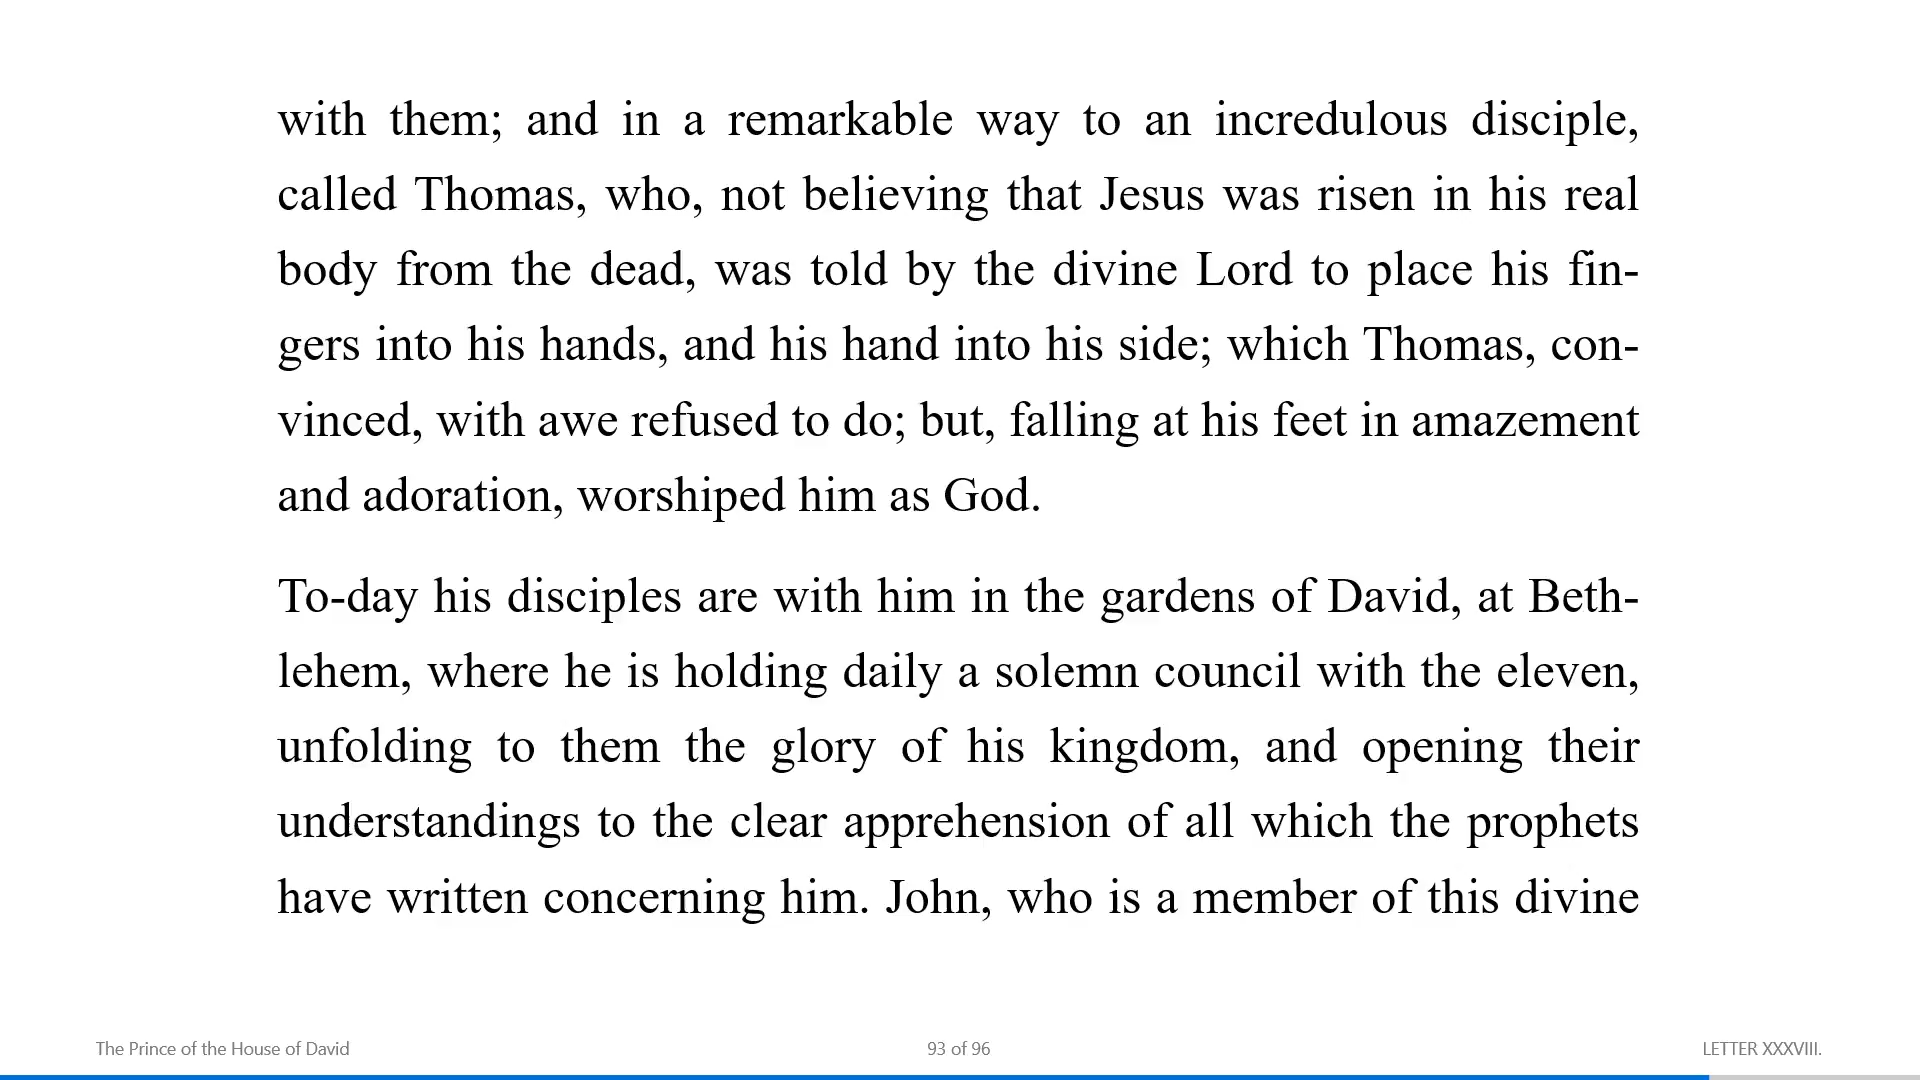 with them; and in a remarkable way to an incredulous disciple,
called Thomas, who, not believing that Jesus was risen in his real
body from the dead, was told by the divine Lord to place his fin-
gers into his hands, and his hand into his side; which Thomas, con-
vinced, with awe refused to do; but, falling at his feet in amazement
and adoration, worshiped him as God.
To-day his disciples are with him in the gardens of David, at Beth-
lehem, where he is holding daily a solemn council with the eleven,
unfolding to them the glory of his kingdom, and opening their
understandings to the clear apprehension of all which the prophets
have written concerning him. John, who is a member of this divine
The Prince of the House of David
93 of 96
LETTER XXXVIII.